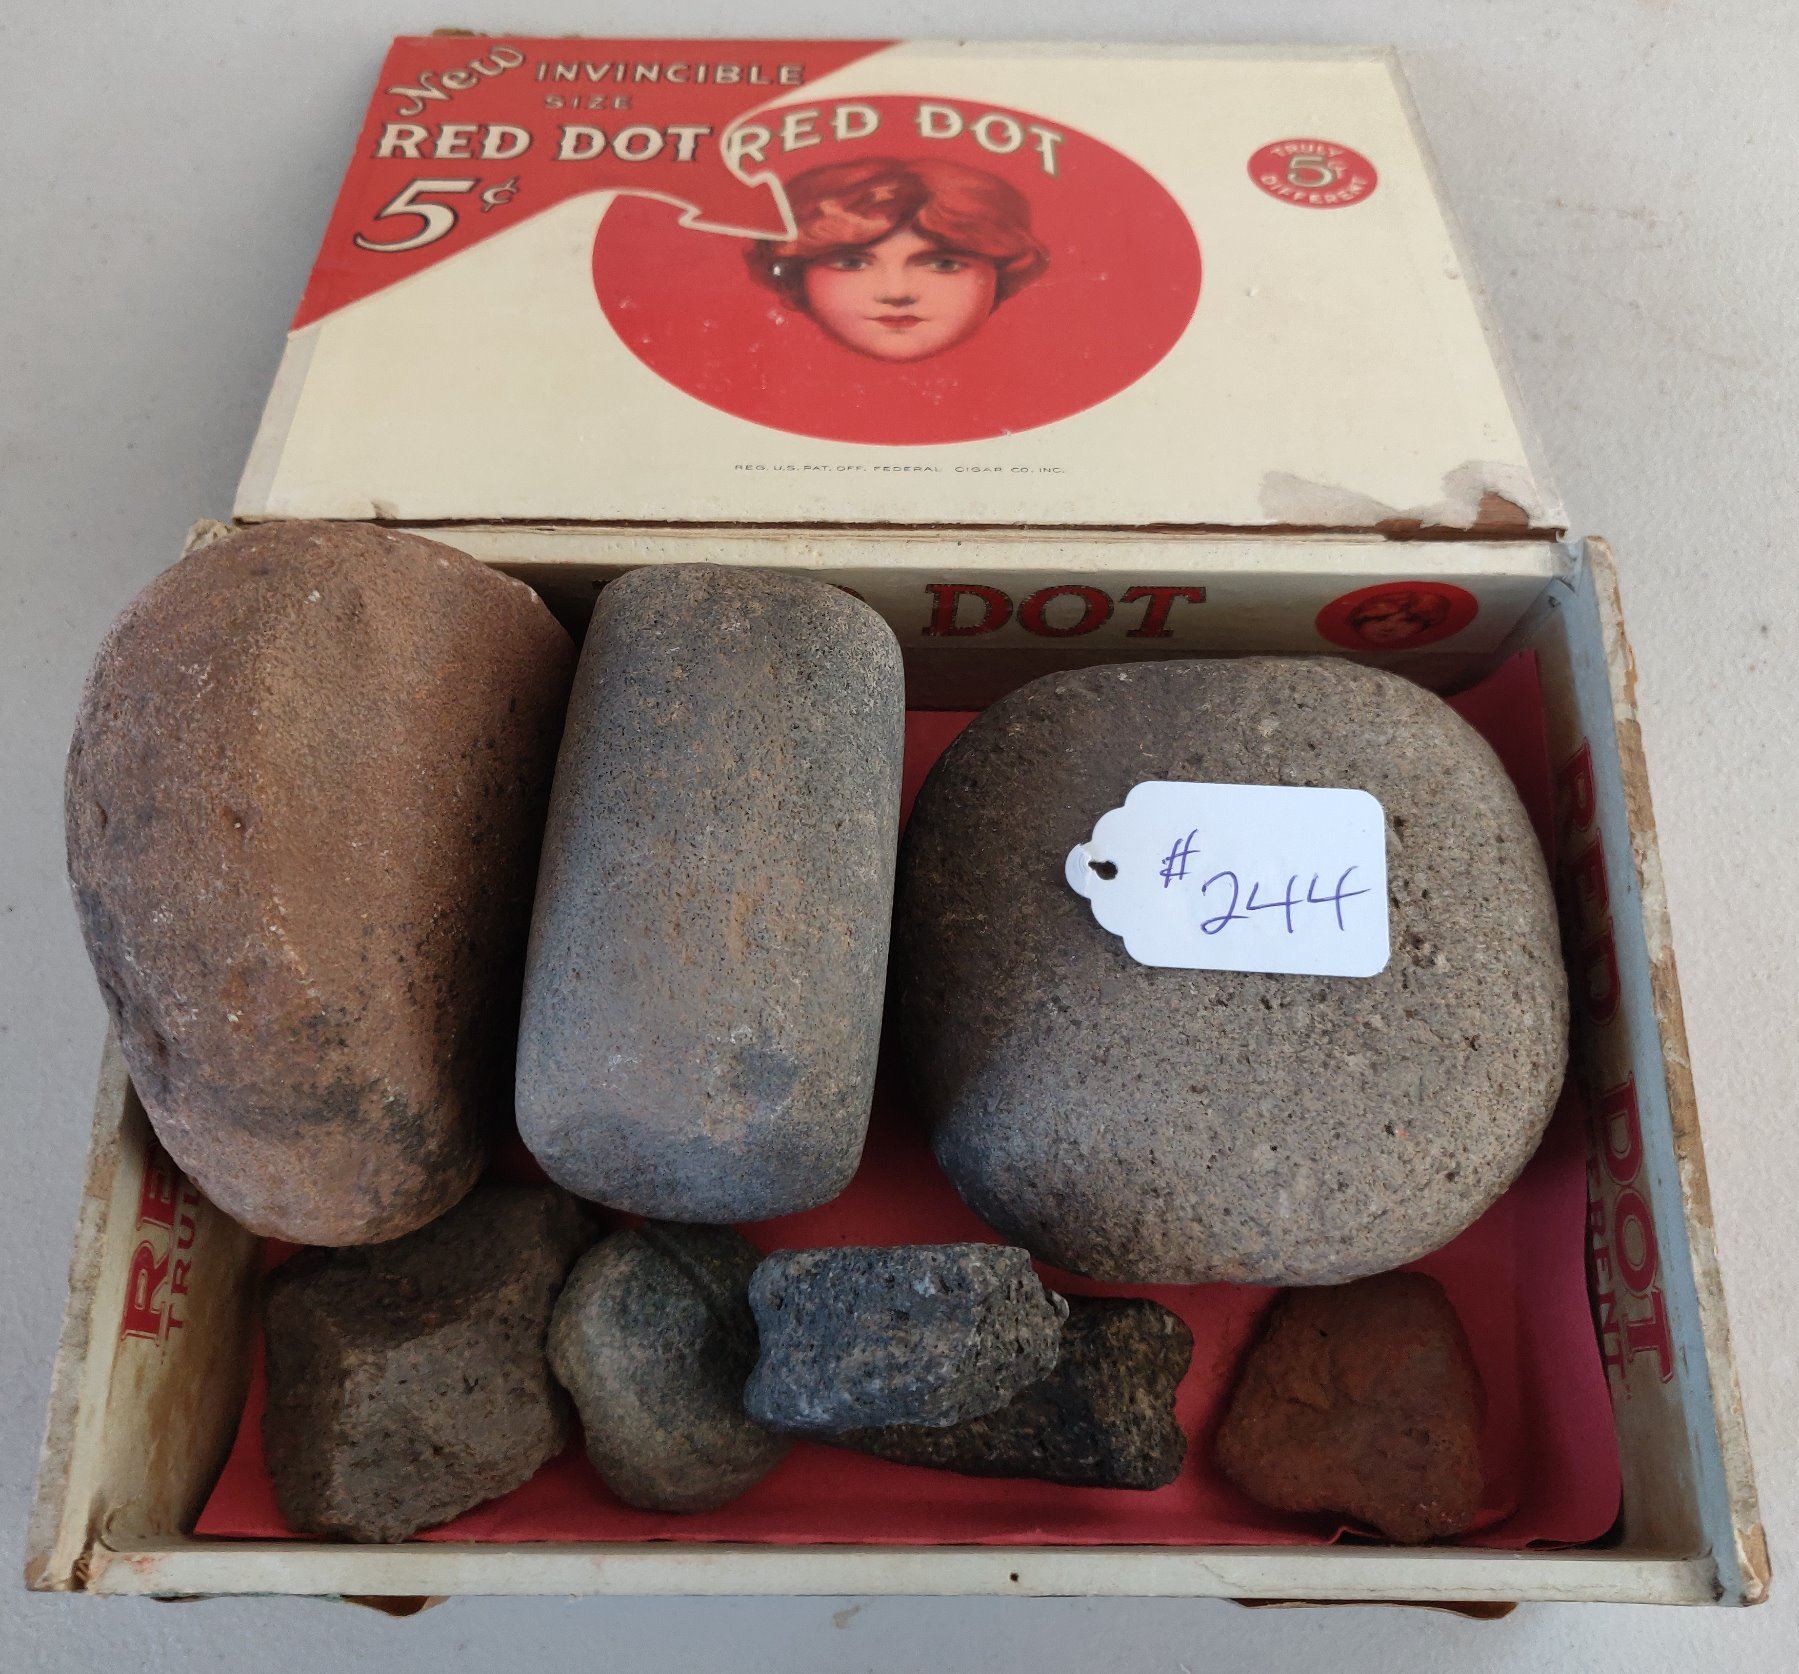 New INVINCIBLE
SIZE
RED DOT
5¢
RED DOT
TRULY
5¢
DIFFERENT
REG. U.S. PAT. OFF. FEDERAL CIGAR CO. INC.
DOT
# 244
RED DOT